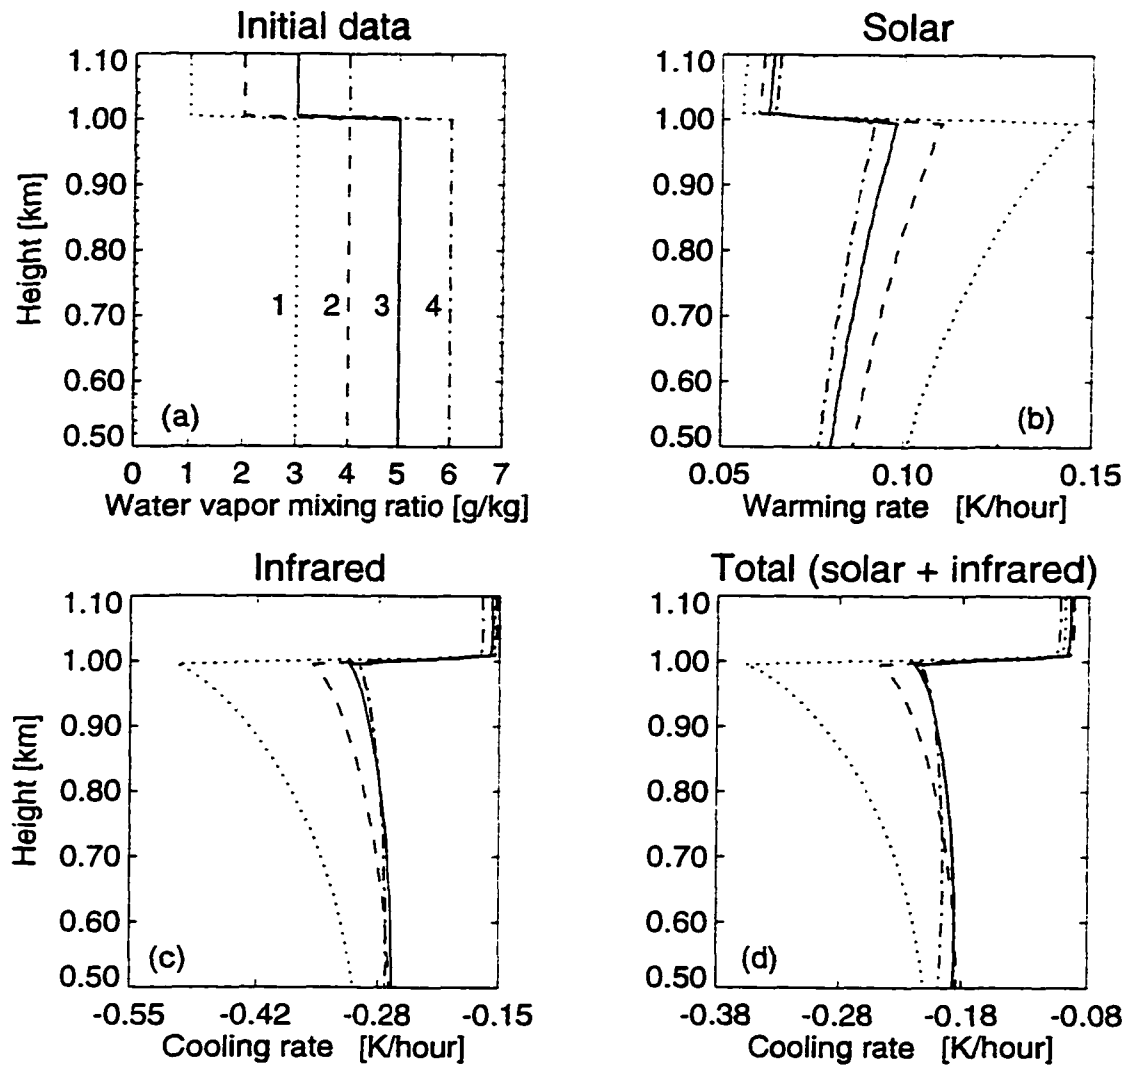 Initial data
1.10
1.00
0.90
0.80
0.70
0.60
0.50
Height [km]
1
2
3
4
(a)
0 1 2 3 4 5 6 7
Water vapor mixing ratio [g/kg]
Solar
1.10
1.00
0.90
0.80
0.70
0.60
0.50
(b)
0.05 0.10 0.15
Warming rate [K/hour]
Infrared
1.10
1.00
0.90
0.80
0.70
0.60
0.50
Height [km]
(c)
-0.55 -0.42 -0.28 -0.15
Cooling rate [K/hour]
Total (solar + infrared)
1.10
1.00
0.90
0.80
0.70
0.60
0.50
(d)
-0.38 -0.28 -0.18 -0.08
Cooling rate [K/hour]